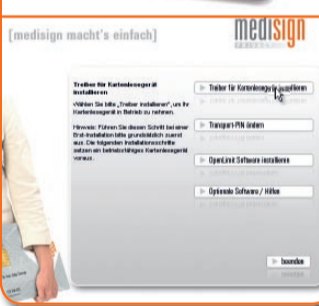 [medisign macht's einfach]
medisign
Treiber für Kartenlesegerät
installieren
Wählen Sie bitte „Treiber installieren", um Ihr
Kartenlesegerät in Betrieb zu nehmen.
Hinweis: Führen Sie diesen Schritt bei einer
Erst-Installation bitte grundsätzlich zuerst
aus. Die folgenden Installationsschritte
setzen ein betriebsfähiges Kartenlesegerät
voraus.
Treiber für Kartenlesegerät installieren
Transport-PIN ändern
OpenLimit Software installieren
Optionale Software / Hilfen
beenden